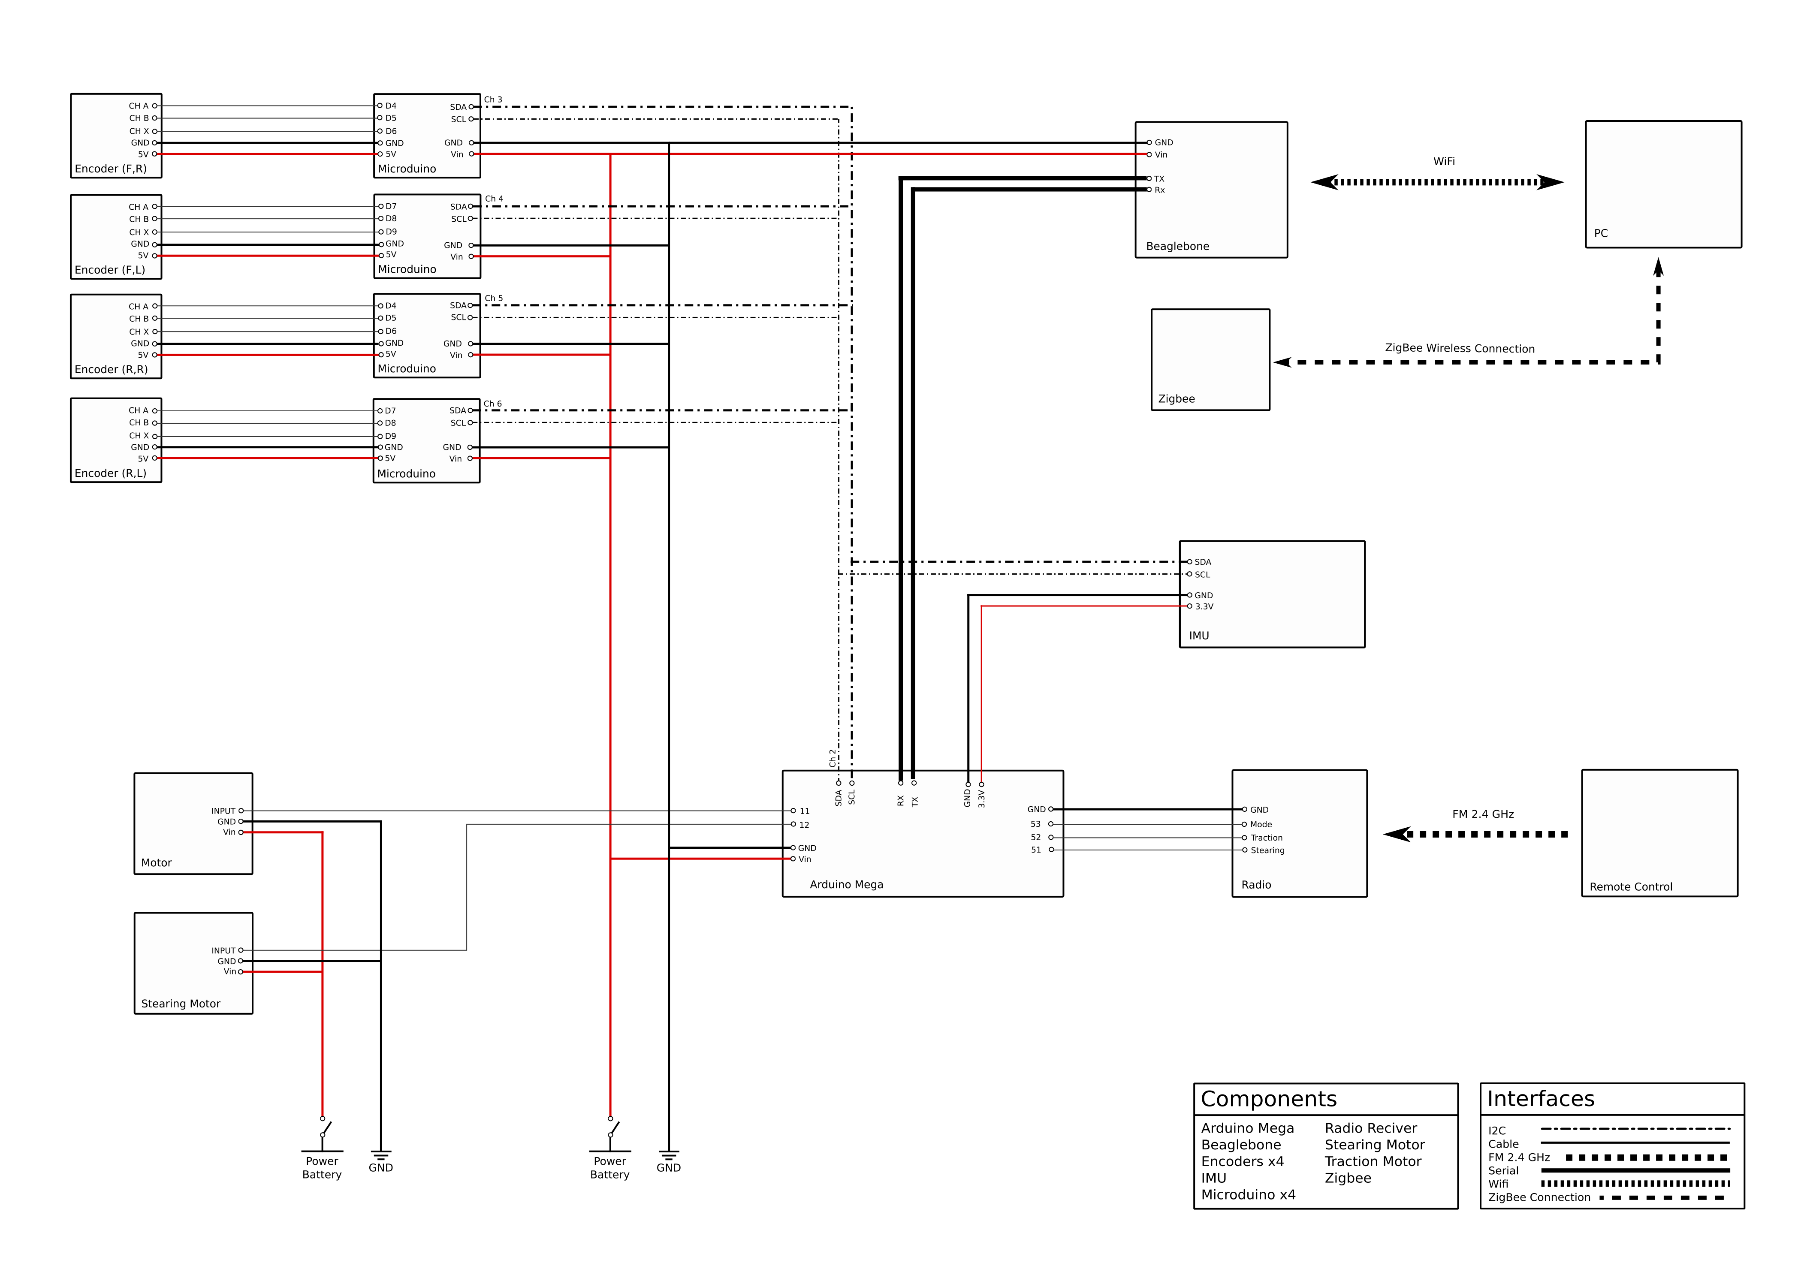 CH A
CH B
CH X
GND
5V
Encoder (F,R)
D4
D5
D6
GND
5V
Microduino
SDA
SCL
GND
Vin
Ch 3
CH A
CH B
CH X
GND
5V
Encoder (F,L)
D7
D8
D9
GND
5V
Microduino
SDA
SCL
GND
Vin
Ch 4
CH A
CH B
CH X
GND
5V
Encoder (R,R)
D4
D5
D6
GND
5V
Microduino
SDA
SCL
GND
Vin
Ch 5
CH A
CH B
CH X
GND
5V
Encoder (R,L)
D7
D8
D9
GND
5V
Microduino
SDA
SCL
GND
Vin
Ch 6
GND
Vin
TX
Rx
Beaglebone
WiFi
PC
Zigbee
ZigBee Wireless Connection
SDA
SCL
GND
3.3V
IMU
INPUT
GND
Vin
Motor
INPUT
GND
Vin
Stearing Motor
Ch 2
SDA
SCL
RX
TX
GND
3.3V
11
12
GND
Vin
GND
53
52
51
Arduino Mega
GND
Mode
Traction
Stearing
Radio
FM 2.4 GHz
Remote Control
Power
Battery
GND
Power
Battery
GND
Components
Arduino Mega
Beaglebone
Encoders x4
IMU
Microduino x4
Radio Reciver
Stearing Motor
Traction Motor
Zigbee
Interfaces
I2C
Cable
FM 2.4 GHz
Serial
Wifi
ZigBee Connection